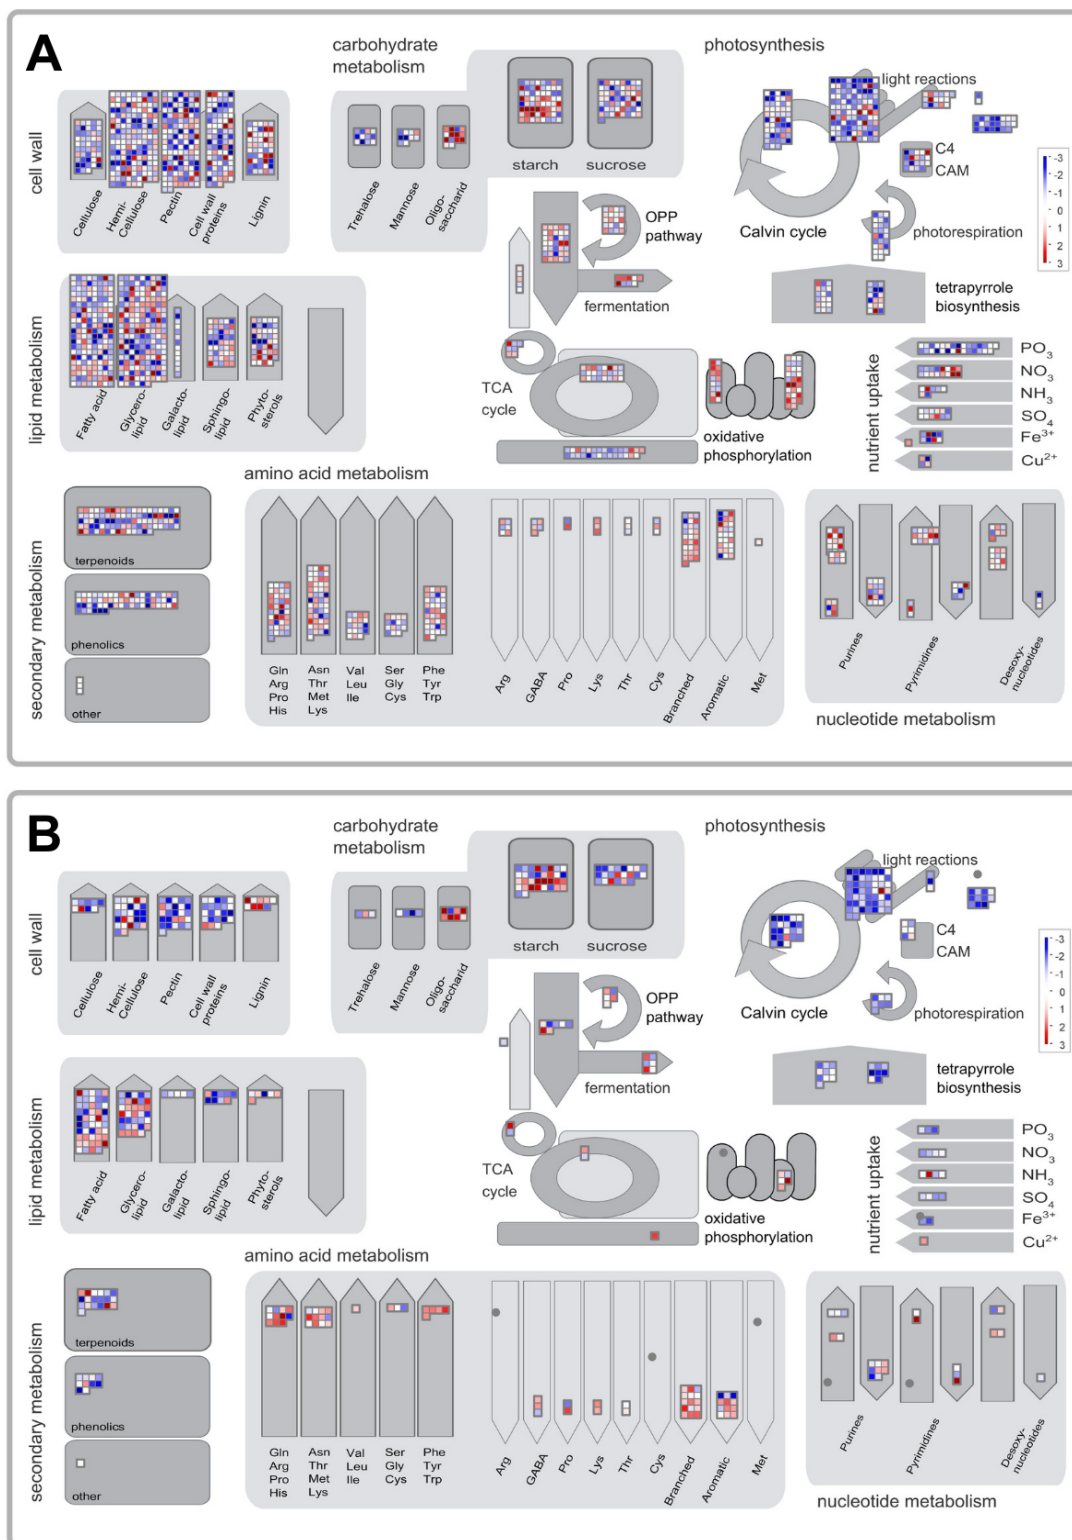 A
carbohydrate
metabolism
photosynthesis
light reactions
cell wall
Cellulose
Hemi-
Cellulose
Pectin
Cell wall
proteins
Lignin
Trehalose
Mannose
Oligo-
saccharid
starch
sucrose
C4
CAM
-3
-2
-1
0
1
2
3
OPP
pathway
Calvin cycle
photorespiration
fermentation
tetrapyrrole
biosynthesis
lipid metabolism
Fatty acid
Glycero-
lipid
Galacto-
lipid
Sphingo-
lipid
Phyto-
sterols
TCA
cycle
oxidative
phosphorylation
nutrient uptake
PO3
NO3
NH3
SO4
Fe3+
Cu2+
amino acid metabolism
secondary metabolism
terpenoids
phenolics
other
Gln
Arg
Pro
His
Asn
Thr
Met
Lys
Val
Leu
Ile
Ser
Gly
Cys
Phe
Tyr
Trp
Arg
GABA
Pro
Lys
Thr
Cys
Branched
Aromatic
Met
Purines
Pyrimidines
Desoxy-
nucleotides
nucleotide metabolism
B
carbohydrate
metabolism
photosynthesis
light reactions
cell wall
Cellulose
Hemi-
Cellulose
Pectin
Cell wall
proteins
Lignin
Trehalose
Mannose
Oligo-
saccharid
starch
sucrose
C4
CAM
-3
-2
-1
0
1
2
3
OPP
pathway
Calvin cycle
photorespiration
fermentation
tetrapyrrole
biosynthesis
lipid metabolism
Fatty acid
Glycero-
lipid
Galacto-
lipid
Sphingo-
lipid
Phyto-
sterols
TCA
cycle
oxidative
phosphorylation
nutrient uptake
PO3
NO3
NH3
SO4
Fe3+
Cu2+
amino acid metabolism
secondary metabolism
terpenoids
phenolics
other
Gln
Arg
Pro
His
Asn
Thr
Met
Lys
Val
Leu
Ile
Ser
Gly
Cys
Phe
Tyr
Trp
Arg
GABA
Pro
Lys
Thr
Cys
Branched
Aromatic
Met
Purines
Pyrimidines
Desoxy-
nucleotides
nucleotide metabolism